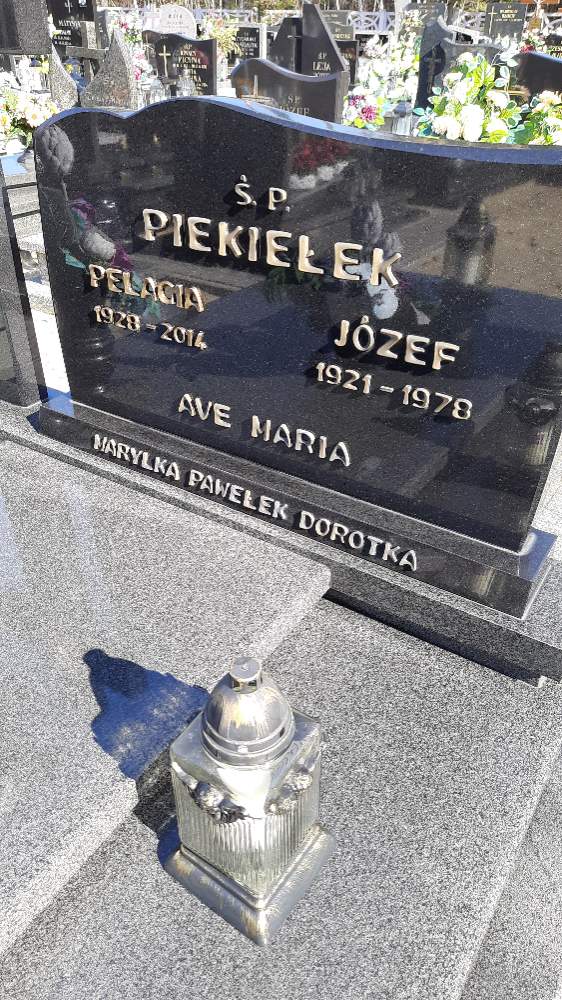 Ś. P.
PIEKIEŁEK
PELAGIA
1928 - 2014
JÓZEF
1921 - 1978
AVE MARIA
MARYLKA PAWEŁEK DOROTKA